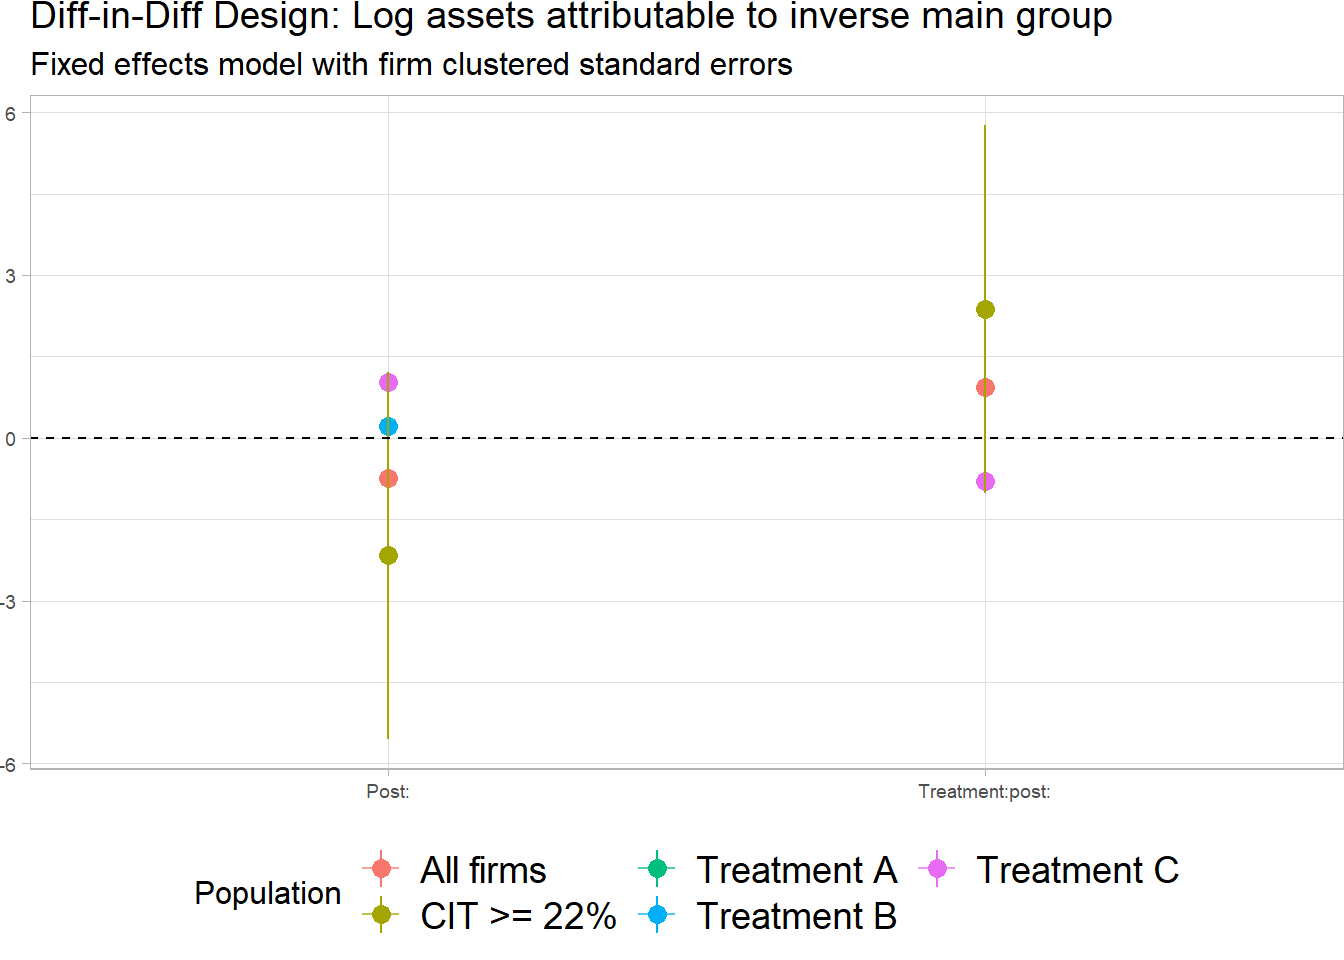 Diff-in-Diff Design: Log assets attributable to inverse main group
Fixed effects model with firm clustered standard errors
6
3
0
-3
-6
Post:
Treatment:post:
Population
All firms
Treatment A
Treatment C
CIT >= 22%
Treatment B